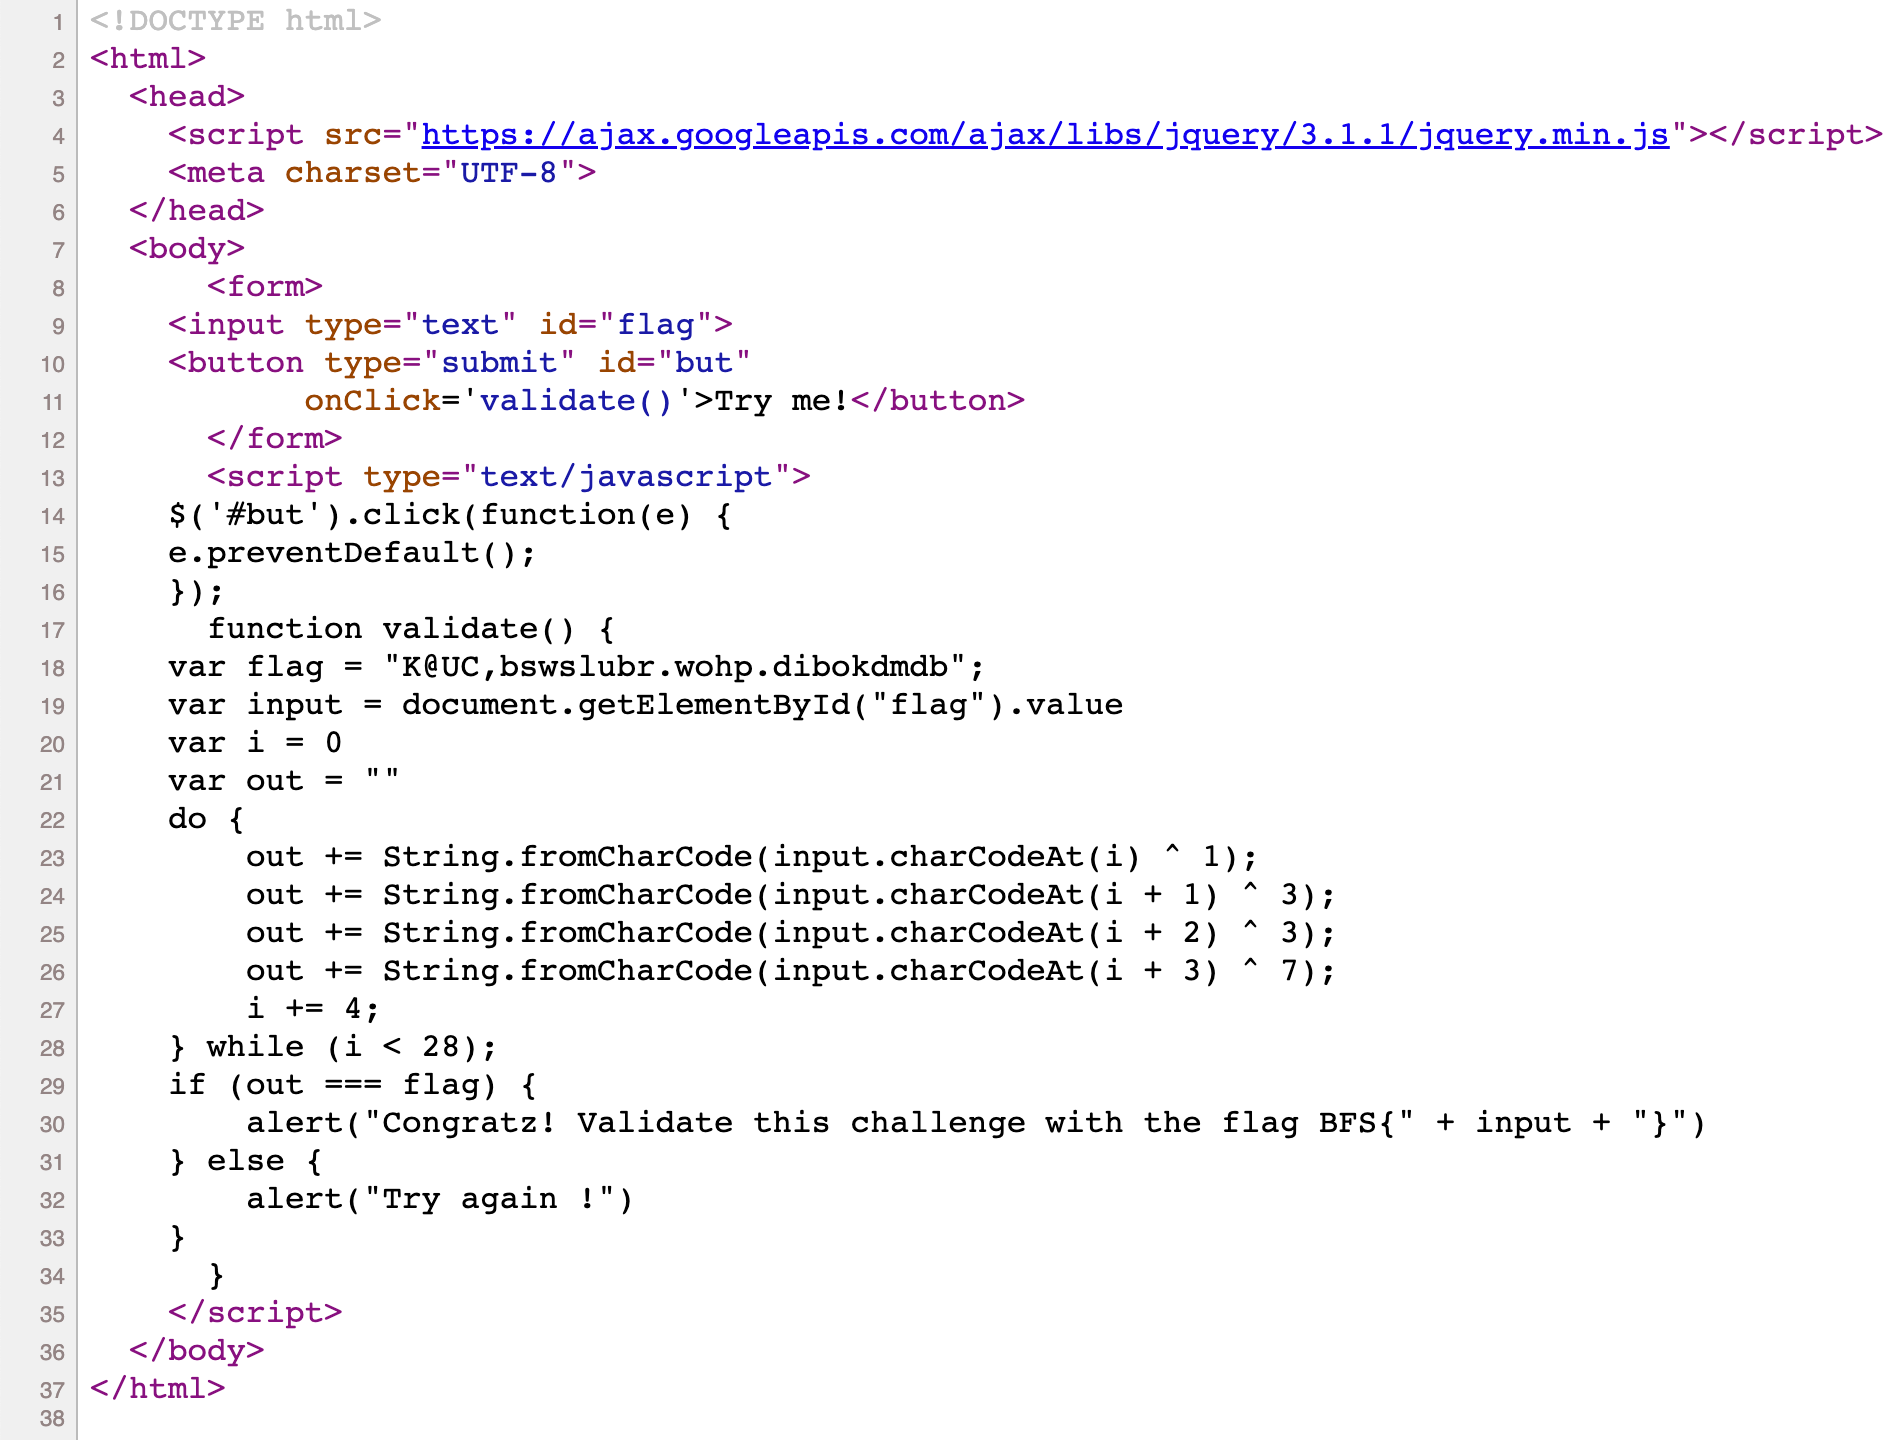 1 <!DOCTYPE html>
2 <html>
3   <head>
4     <script src="https://ajax.googleapis.com/ajax/libs/jquery/3.1.1/jquery.min.js"></script>
5     <meta charset="UTF-8">
6   </head>
7   <body>
8       <form>
9     <input type="text" id="flag">
10     <button type="submit" id="but"
11            onClick='validate()'>Try me!</button>
12       </form>
13       <script type="text/javascript">
14     $('#but').click(function(e) {
15     e.preventDefault();
16     });
17       function validate() {
18     var flag = "K@UC,bswslubr.wohp.dibokdmdb";
19     var input = document.getElementById("flag").value
20     var i = 0
21     var out = ""
22     do {
23         out += String.fromCharCode(input.charCodeAt(i) ^ 1);
24         out += String.fromCharCode(input.charCodeAt(i + 1) ^ 3);
25         out += String.fromCharCode(input.charCodeAt(i + 2) ^ 3);
26         out += String.fromCharCode(input.charCodeAt(i + 3) ^ 7);
27         i += 4;
28     } while (i < 28);
29     if (out === flag) {
30         alert("Congratz! Validate this challenge with the flag BFS{" + input + "}")
31     } else {
32         alert("Try again !")
33     }
34       }
35     </script>
36   </body>
37 </html>
38